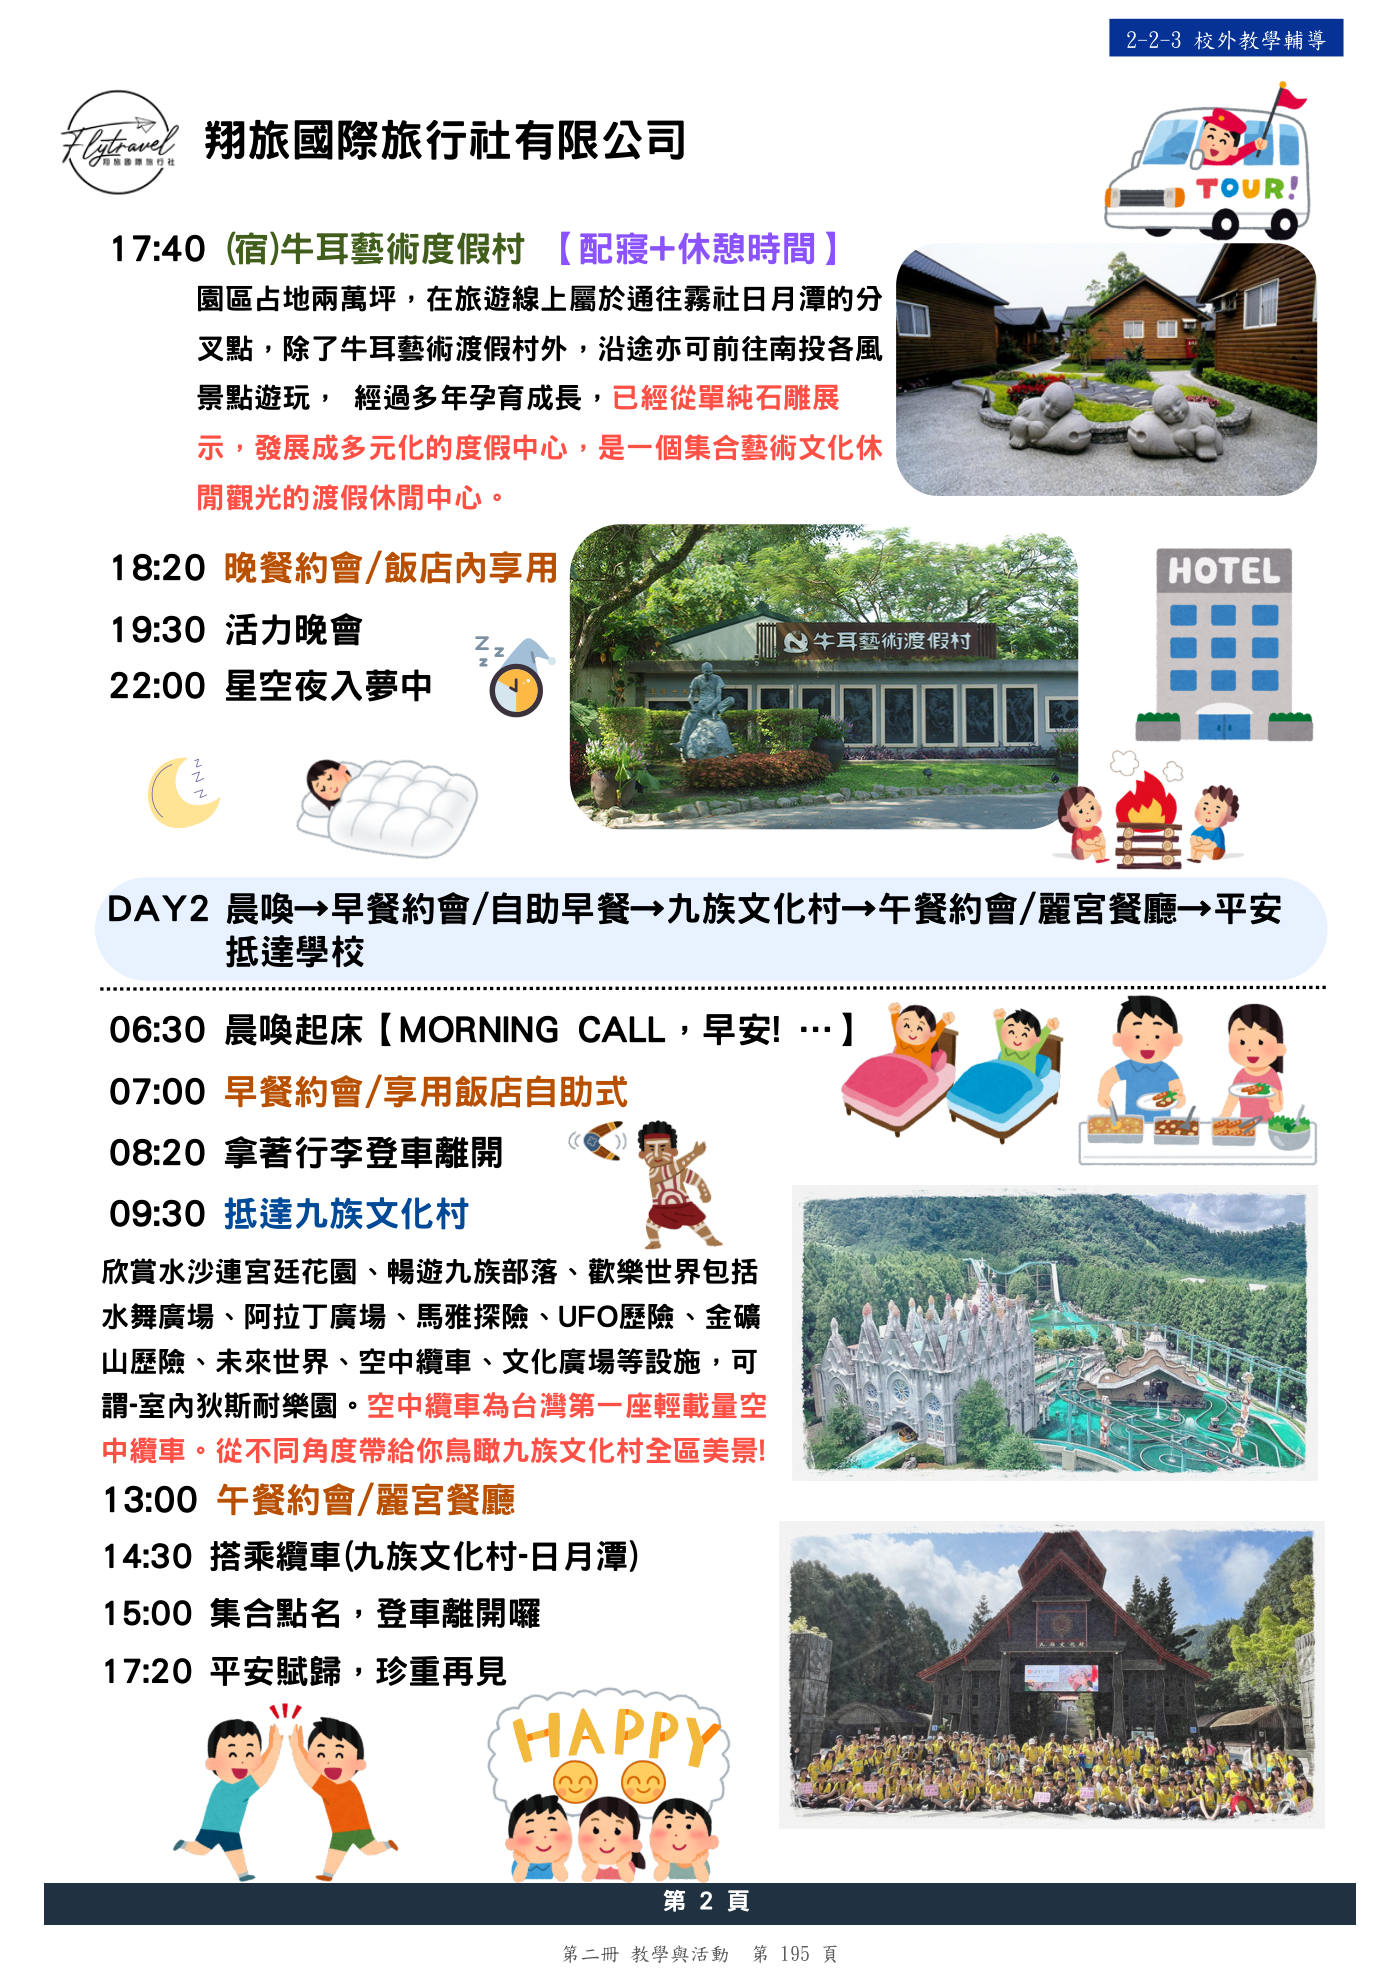 2-2-3 校外教學輔導
Flytravel
翔旅國際旅行社
翔旅國際旅行社有限公司
TOUR!
17:40 (宿)牛耳藝術度假村 【配寢+休憩時間】
園區占地兩萬坪，在旅遊線上屬於通往霧社日月潭的分
叉點，除了牛耳藝術渡假村外，沿途亦可前往南投各風
景點遊玩， 經過多年孕育成長，已經從單純石雕展
示，發展成多元化的度假中心，是一個集合藝術文化休
閒觀光的渡假休閒中心。
18:20 晚餐約會/飯店內享用
HOTEL
19:30 活力晚會
牛耳藝術渡假村
Z z z
22:00 星空夜入夢中
z Z Z
DAY2 晨喚→早餐約會/自助早餐→九族文化村→午餐約會/麗宮餐廳→平安
抵達學校
06:30 晨喚起床【MORNING CALL，早安! …】
07:00 早餐約會/享用飯店自助式
08:20 拿著行李登車離開
09:30 抵達九族文化村
欣賞水沙連宮廷花園、暢遊九族部落、歡樂世界包括
水舞廣場、阿拉丁廣場、馬雅探險、UFO歷險、金礦
山歷險、未來世界、空中纜車、文化廣場等設施，可
謂-室內狄斯耐樂園。空中纜車為台灣第一座輕載量空
中纜車。從不同角度帶給你鳥瞰九族文化村全區美景!
13:00 午餐約會/麗宮餐廳
14:30 搭乘纜車(九族文化村-日月潭)
15:00 集合點名，登車離開囉
九族文化村
17:20 平安賦歸，珍重再見
HAPPY
第 2 頁
第二冊 教學與活動 第 195 頁